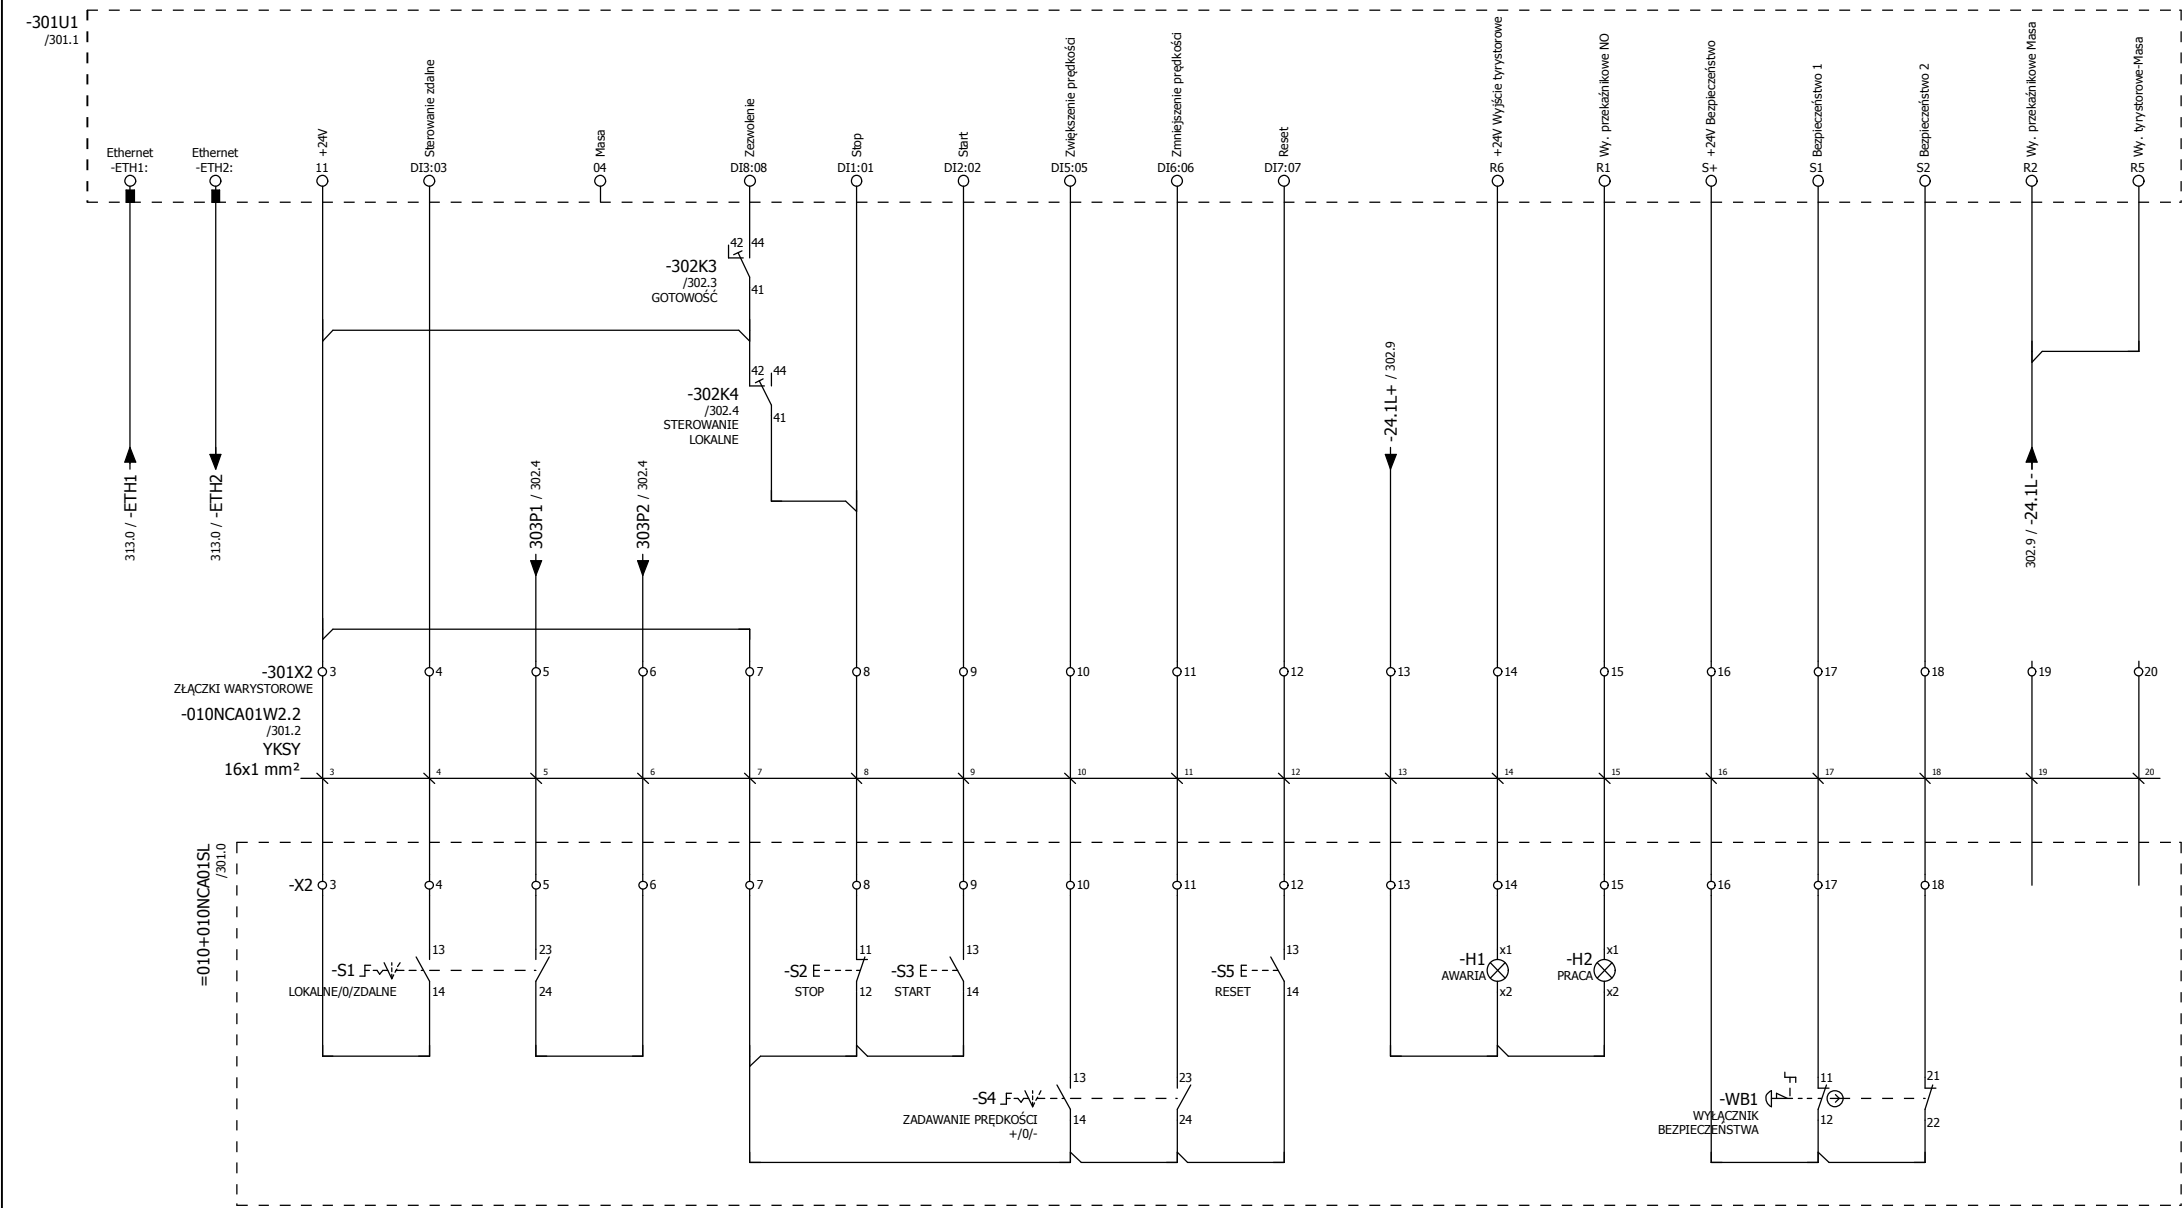 -301U1
/301.1
Ethernet
-ETH1:
Ethernet
-ETH2:
+24V
11
Sterowanie zdalne
DI3:03
Masa
04
Zezwolenie
DI8:08
Stop
DI1:01
Start
DI2:02
Zwiększenie prędkości
DI5:05
Zmniejszenie prędkości
DI6:06
Reset
DI7:07
+24V Wyjście tyrystorowe
R6
Wy. przekaźnikowe NO
R1
+24V Bezpieczeństwo
S+
Bezpieczeństwo 1
S1
Bezpieczeństwo 2
S2
Wy. przekaźnikowe Masa
R2
Wy. tyrystorowe-Masa
R5
42 44
-302K3
/302.3
GOTOWOŚĆ
41
42 44
-302K4
/302.4
STEROWANIE
LOKALNE
41
313.0 / -ETH1
313.0 / -ETH2
303P1 / 302.4
303P2 / 302.4
-24.1L+ / 302.9
302.9 / -24.1L-
-301X2 3 4 5 6 7 8 9 10 11 12 13 14 15 16 17 18 19 20
ZŁĄCZKI WARYSTOROWE
-010NCA01W2.2
/301.2
YKSY
16x1 mm²
3 4 5 6 7 8 9 10 11 12 13 14 15 16 17 18 19 20
=010+010NCA01SL
/301.0
-X2 3 4 5 6 7 8 9 10 11 12 13 14 15 16 17 18
-S1
LOKALNE/0/ZDALNE
13
14
23
24
-S2
STOP
11
12
-S3
START
13
14
-S5
RESET
13
14
-H1
AWARIA
x1
x2
-H2
PRACA
x1
x2
-S4
ZADAWANIE PRĘDKOŚCI
+/0/-
13
14
23
24
-WB1
WYŁĄCZNIK
BEZPIECZEŃSTWA
11
12
21
22